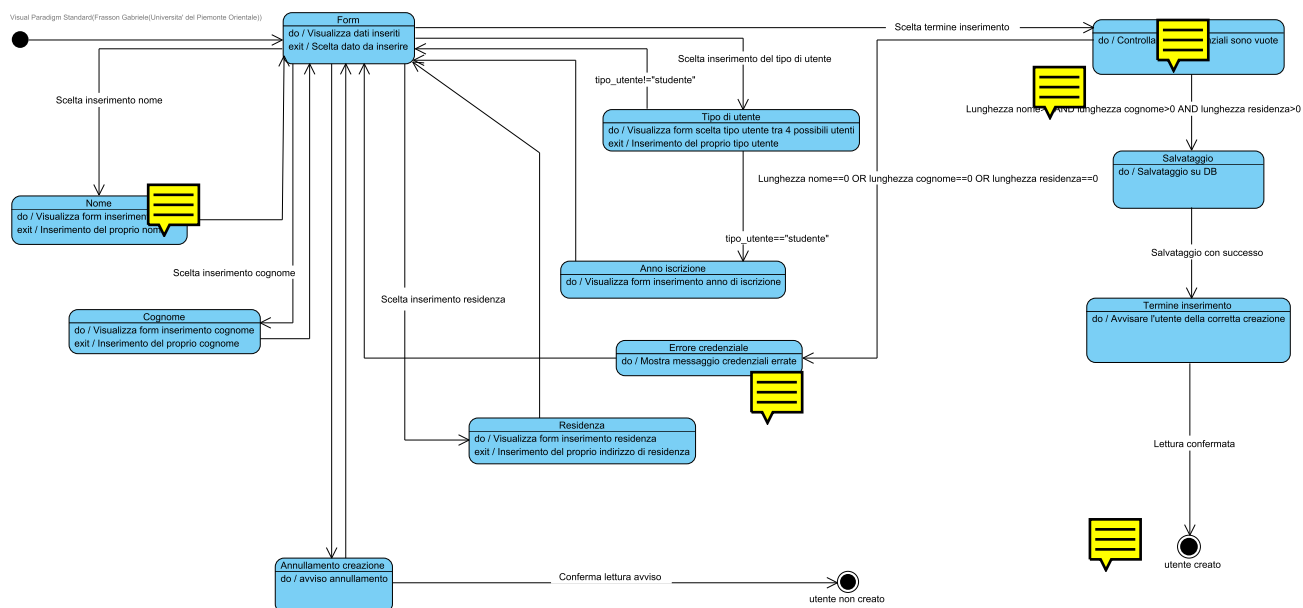 Visual Paradigm Standard(Frasson Gabriele(Universita' del Piemonte Orientale))
Form
do / Visualizza dati inseriti
exit / Scelta dato da inserire
Scelta termine inserimento
do / Controlla
ziali sono vuote
Scelta inserimento del tipo di utente
tipo_utente!="studente"
Scelta inserimento nome
Lunghezza nome>
AND lunghezza cognome>0 AND lunghezza residenza>0
Tipo di utente
do / Visualizza form scelta tipo utente tra 4 possibili utenti
exit / Inserimento del proprio tipo utente
Salvataggio
do / Salvataggio su DB
Lunghezza nome==0 OR lunghezza cognome==0 OR lunghezza residenza==0
Nome
do / Visualizza form
exit / Inserimento del proprio
tipo_utente=="studente"
Salvataggio con successo
Scelta inserimento cognome
Anno iscrizione
do / Visualizza form inserimento anno di iscrizione
Scelta inserimento residenza
Termine inserimento
do / Avvisare l'utente della corretta creazione
Cognome
do / Visualizza form inserimento cognome
exit / Inserimento del proprio cognome
Errore credenziale
do / Mostra messaggio credenziali errate
Residenza
do / Visualizza form inserimento residenza
exit / Inserimento del proprio indirizzo di residenza
Lettura confermata
utente creato
Annullamento creazione
do / avviso annullamento
Conferma lettura avviso
utente non creato